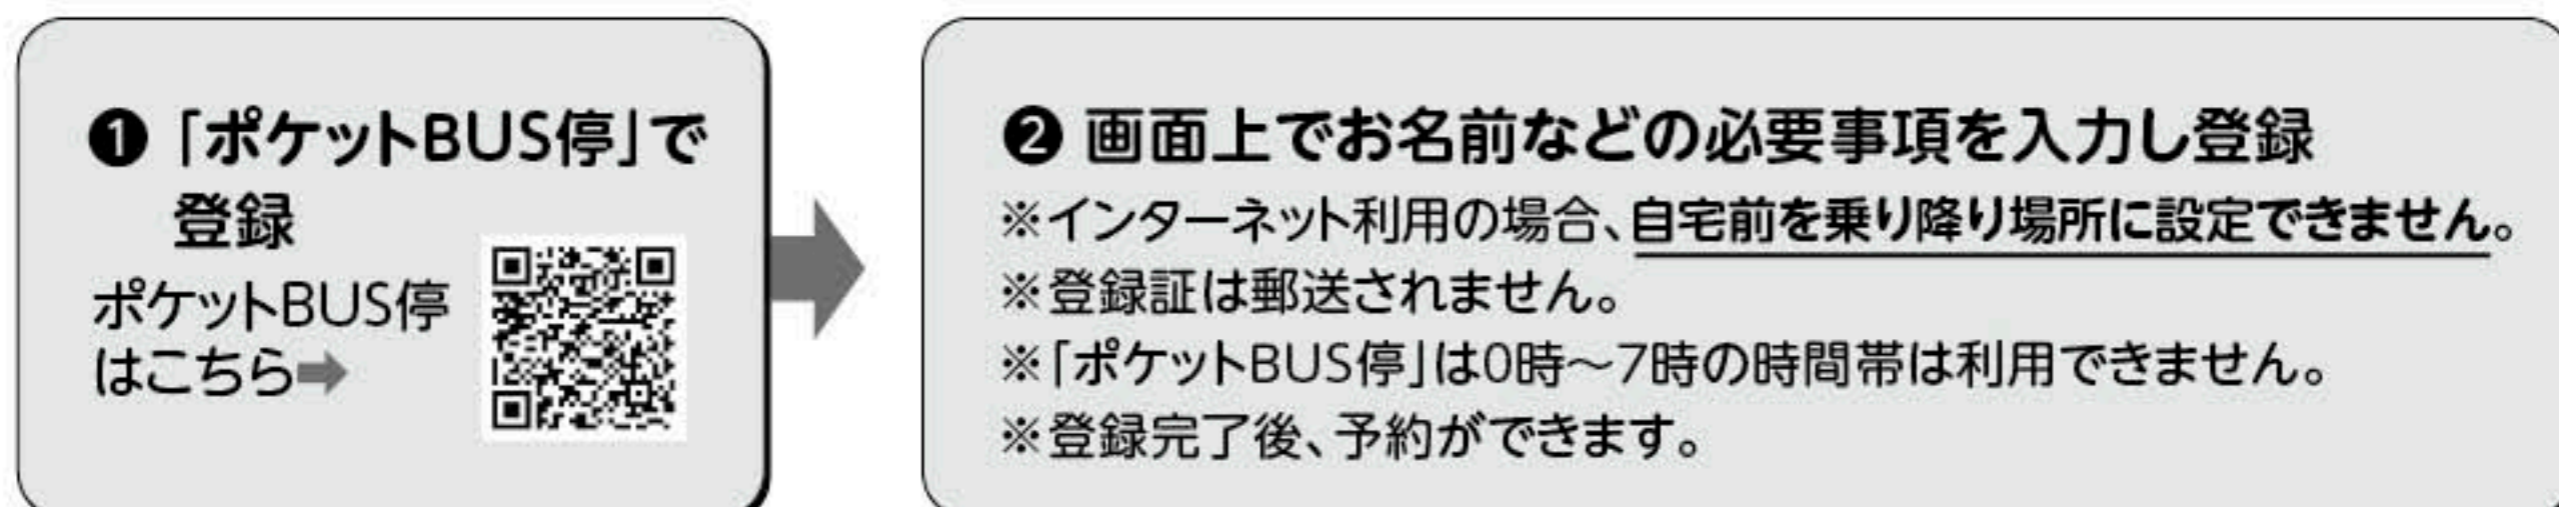 ❶「ポケットBUS停」で
登録
ポケットBUS停
はこちら➡
❷ 画面上でお名前などの必要事項を入力し登録
※インターネット利用の場合、自宅前を乗り降り場所に設定できません。
※登録証は郵送されません。
※「ポケットBUS停」は0時～7時の時間帯は利用できません。
※登録完了後、予約ができます。